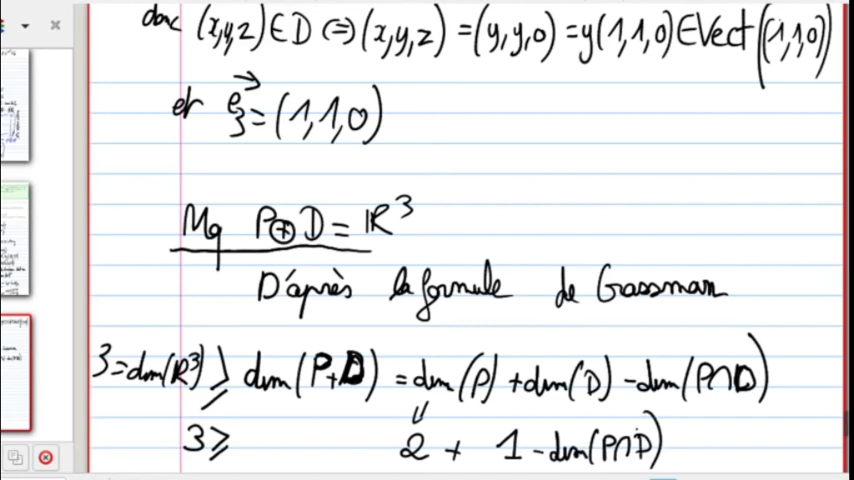 donc (x,y,z)∈D ⇔ (x,y,z) = (y,y,0) = y(1,1,0)∈Vect((1,1,0))
et e₃ = (1,1,0)
Mq P⊕D = ℝ³
D'après la formule de Grassman
3 = dim(ℝ³) ≥ dim(P+D) = dim(P) + dim(D) - dim(P∩D)
3 ≥ 2 + 1 - dim(P∩D)